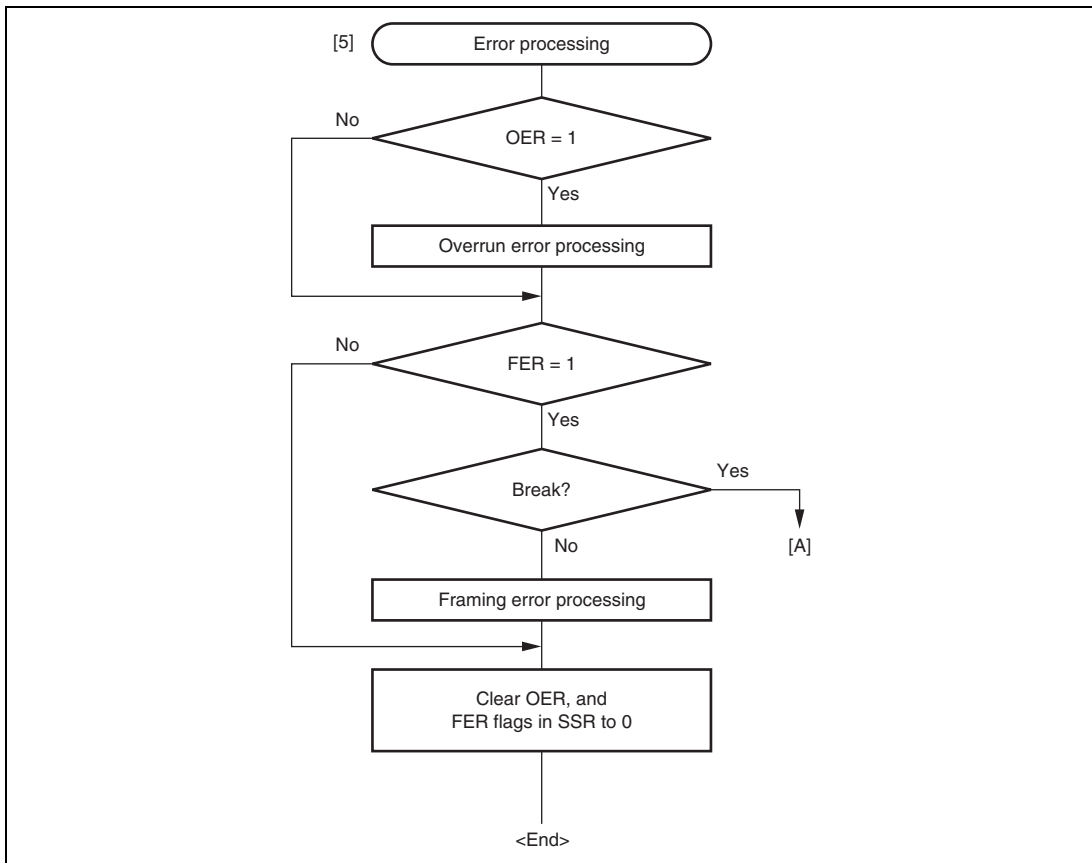 [5]
Error processing
No
OER = 1
Yes
Overrun error processing
No
FER = 1
Yes
Break?
Yes
No
[A]
Framing error processing
Clear OER, and
FER flags in SSR to 0
<End>